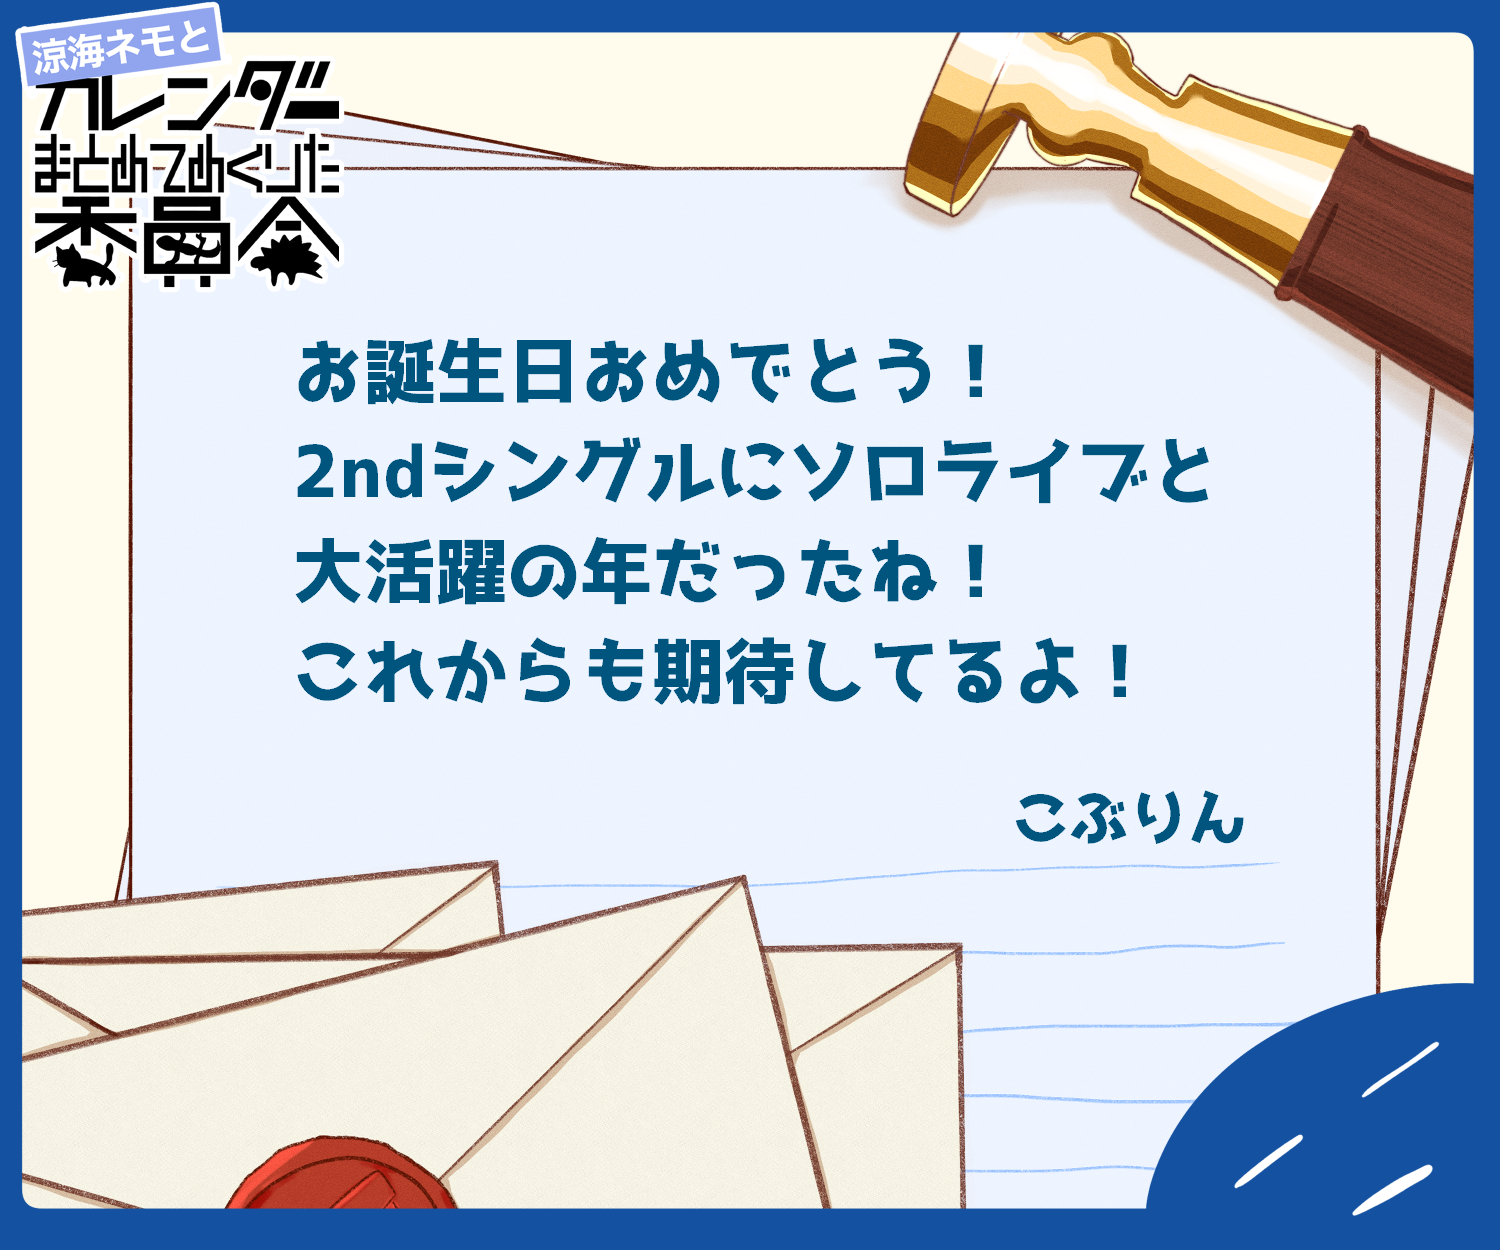 涼海ネモと
カレンダー
まとめてめくりた
委員会
お誕生日おめでとう！
2ndシングルにソロライブと
大活躍の年だったね！
これからも期待してるよ！
こぶりん